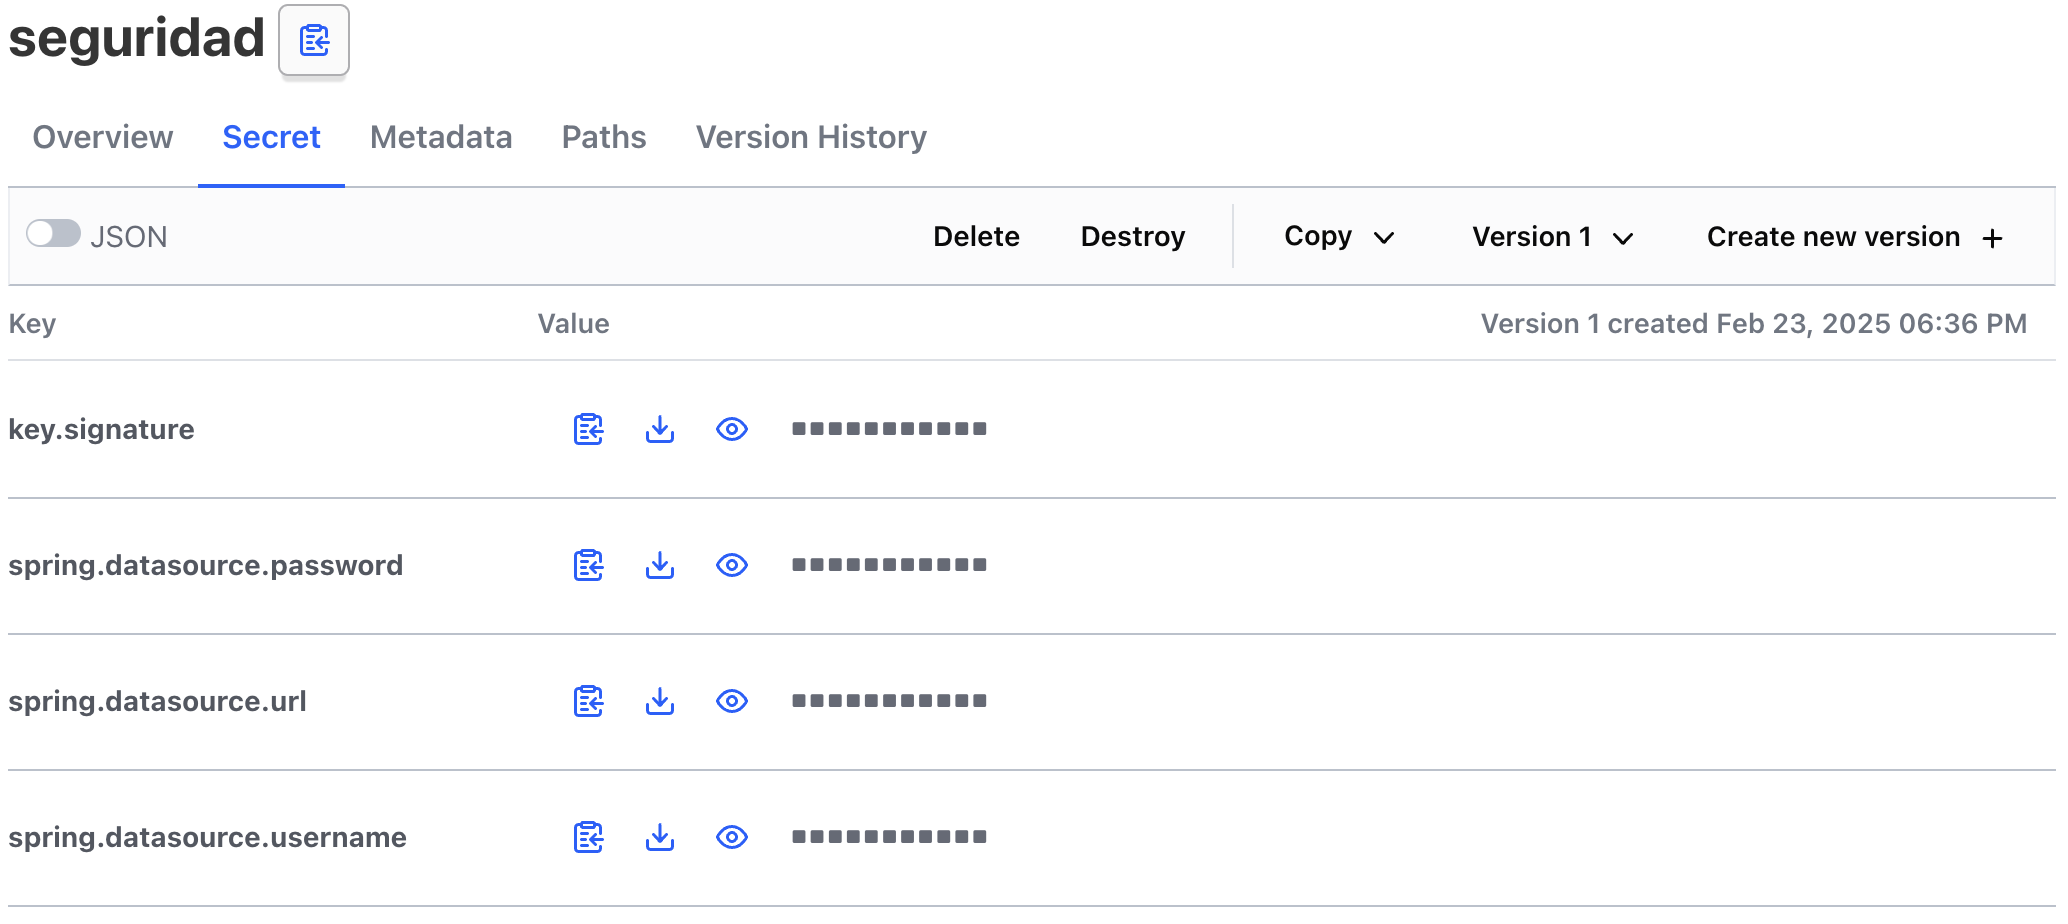 seguridad
Overview Secret Metadata Paths Version History
JSON Delete Destroy Copy Version 1 Create new version +
Key Value Version 1 created Feb 23, 2025 06:36 PM
key.signature
spring.datasource.password
spring.datasource.url
spring.datasource.username